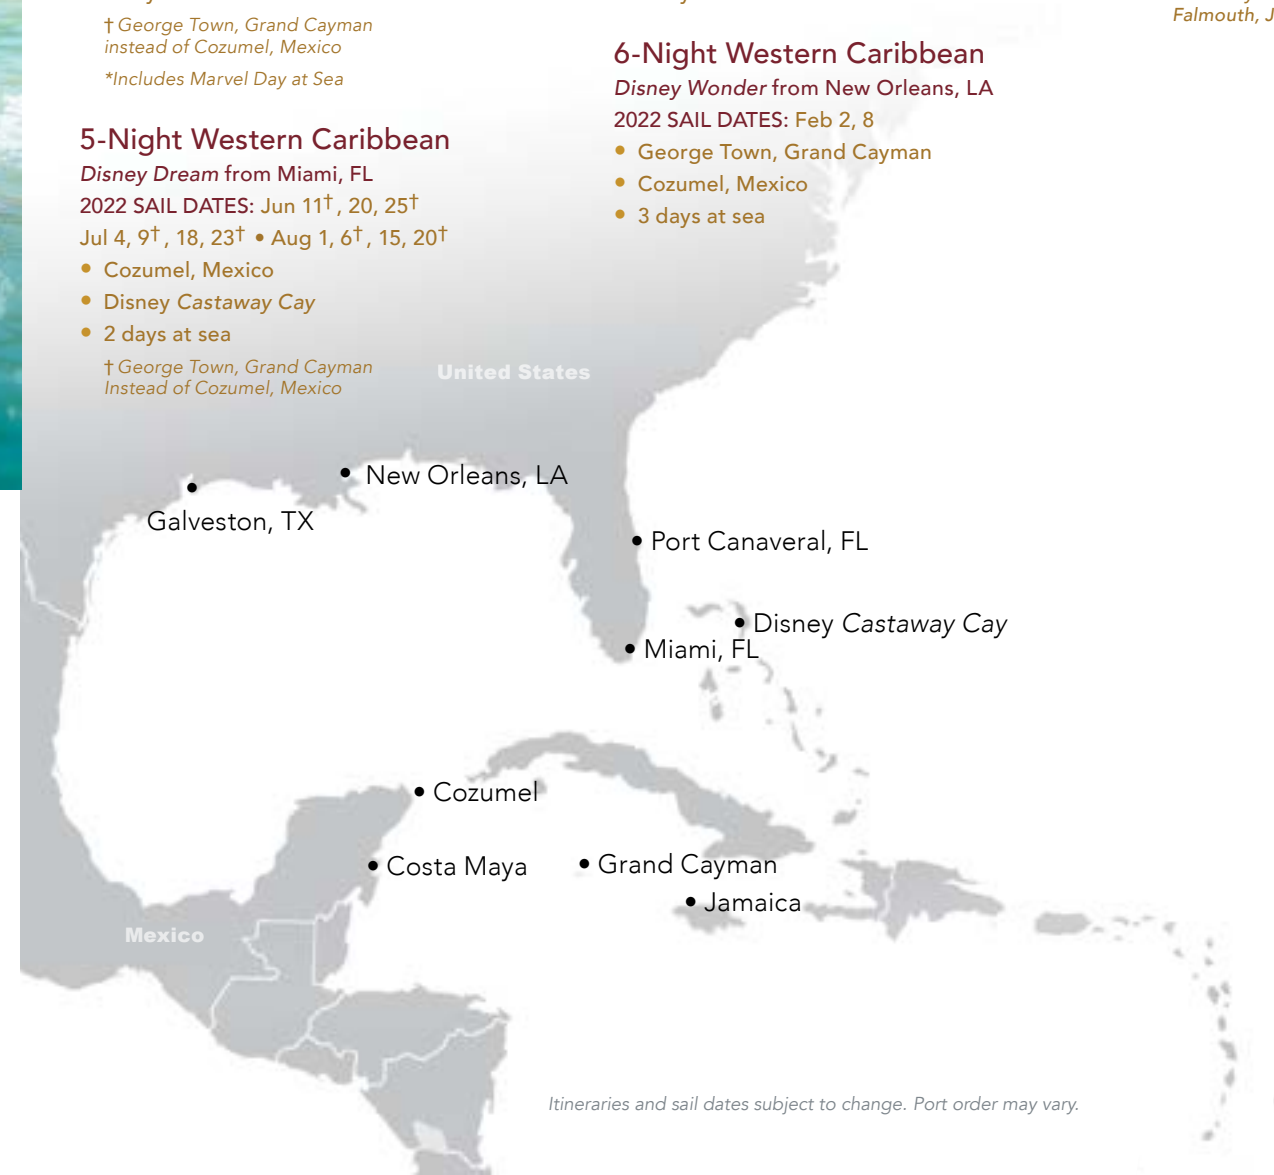 † George Town, Grand Cayman
instead of Cozumel, Mexico
*Includes Marvel Day at Sea
5-Night Western Caribbean
Disney Dream from Miami, FL
2022 SAIL DATES: Jun 11†, 20, 25†
Jul 4, 9†, 18, 23† • Aug 1, 6†, 15, 20†
• Cozumel, Mexico
• Disney Castaway Cay
• 2 days at sea
† George Town, Grand Cayman
Instead of Cozumel, Mexico
6-Night Western Caribbean
Disney Wonder from New Orleans, LA
2022 SAIL DATES: Feb 2, 8
• George Town, Grand Cayman
• Cozumel, Mexico
• 3 days at sea
Falmouth, J
United States
New Orleans, LA
Galveston, TX
Port Canaveral, FL
Disney Castaway Cay
Miami, FL
Cozumel
Costa Maya
Grand Cayman
Jamaica
Mexico
Itineraries and sail dates subject to change. Port order may vary.